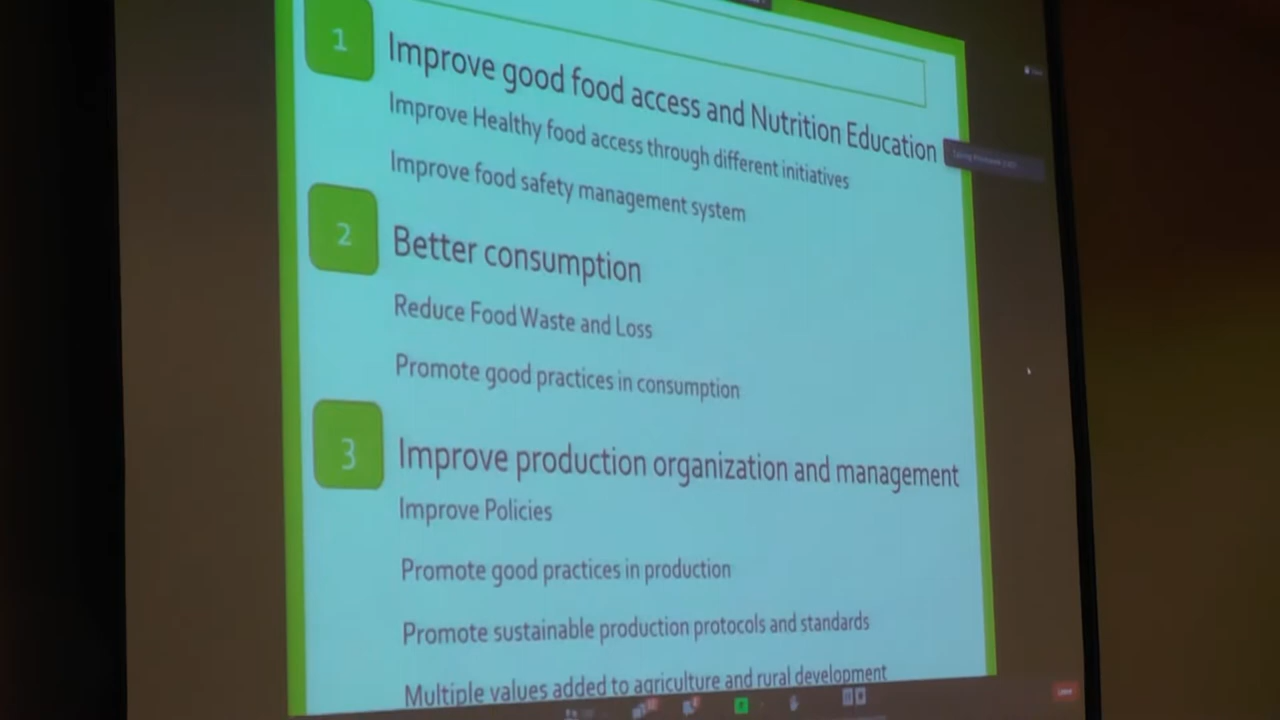 1
Improve good food access and Nutrition Education
Improve Healthy food access through different initiatives
Improve food safety management system
2
Better consumption
Reduce Food Waste and Loss
Promote good practices in consumption
3
Improve production organization and management
Improve Policies
Promote good practices in production
Promote sustainable production protocols and standards
Multiple values added to agriculture and rural development
Leave